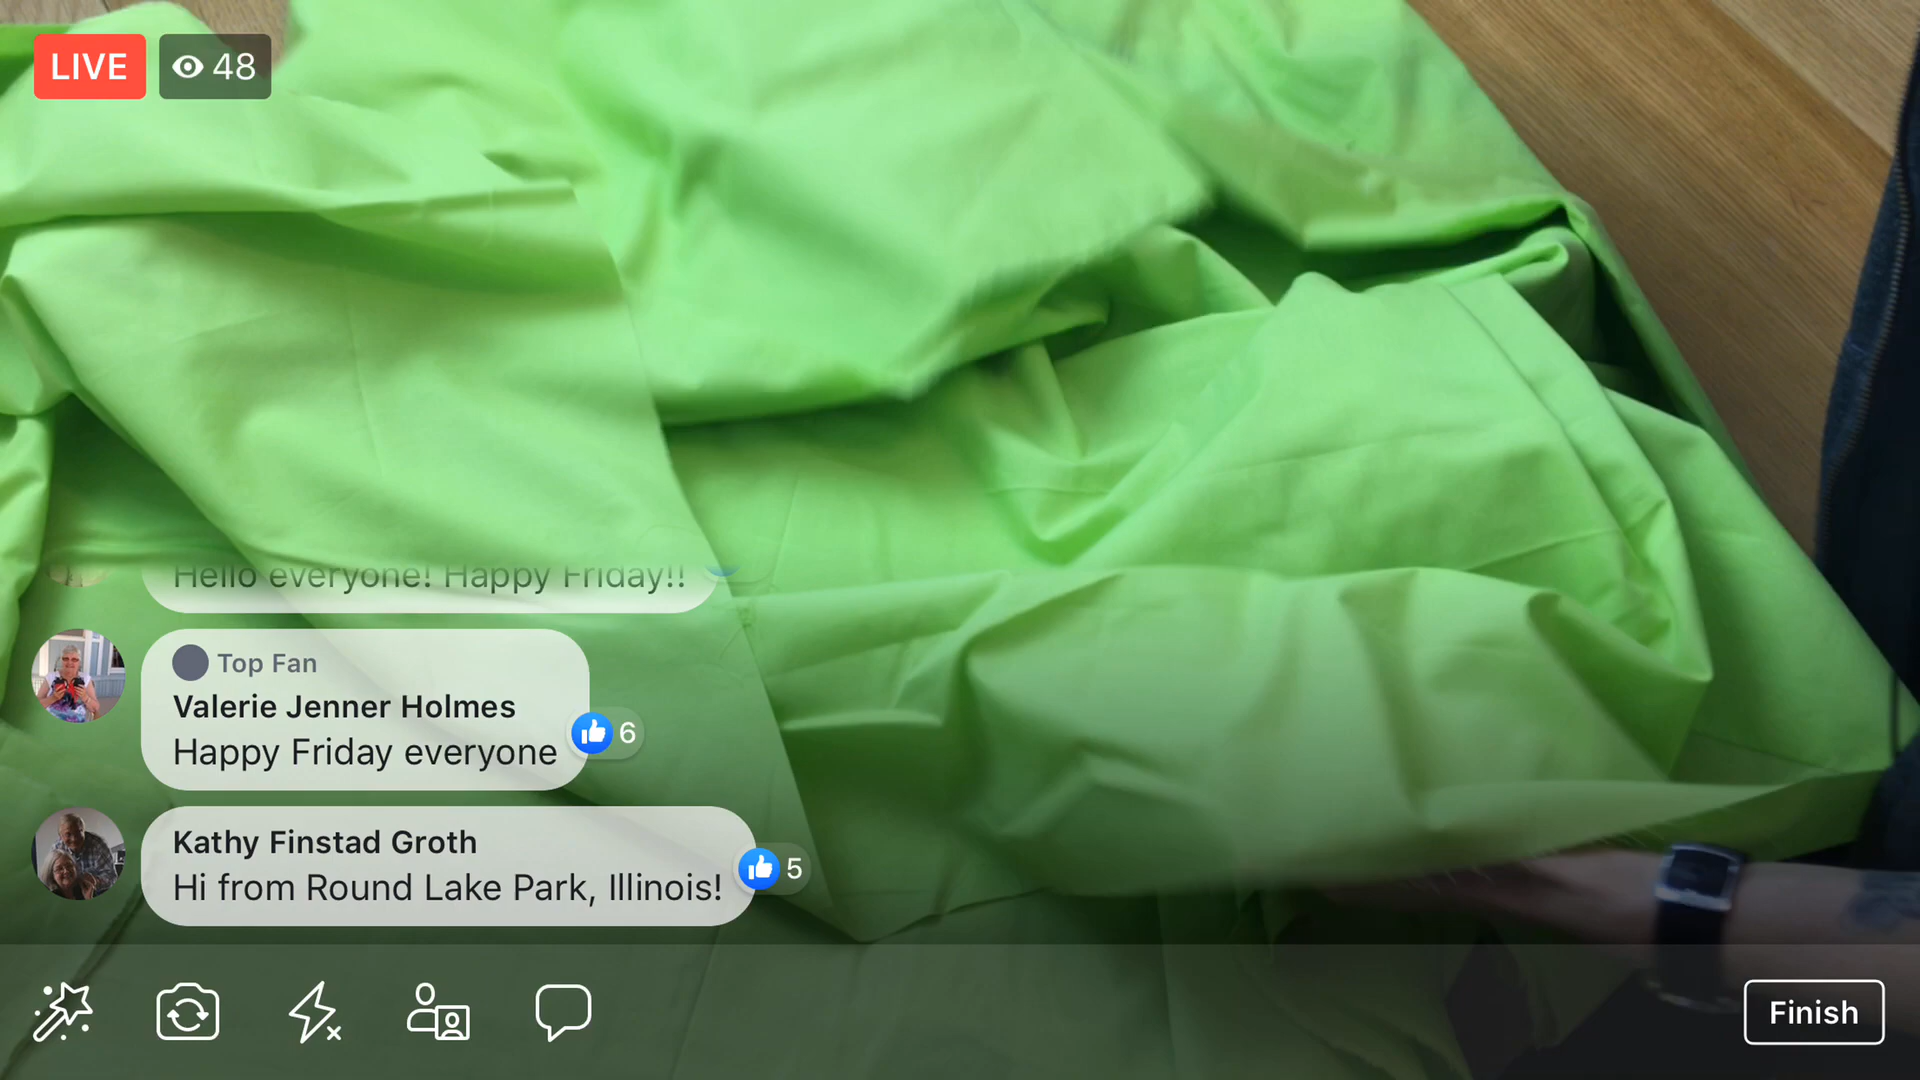 LIVE 48
Hello everyone! Happy Friday!!
Top Fan
Valerie Jenner Holmes
Happy Friday everyone
6
Kathy Finstad Groth
Hi from Round Lake Park, Illinois!
5
Finish